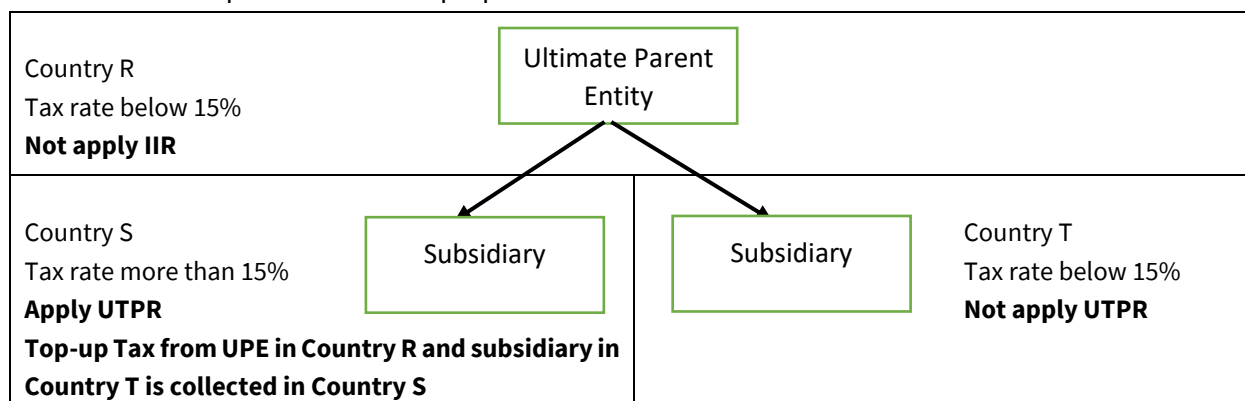 Country R
Tax rate below 15%
Not apply IIR
Ultimate Parent
Entity
Country S
Tax rate more than 15%
Apply UTPR
Top-up Tax from UPE in Country R and subsidiary in
Country T is collected in Country S
Subsidiary
Subsidiary
Country T
Tax rate below 15%
Not apply UTPR